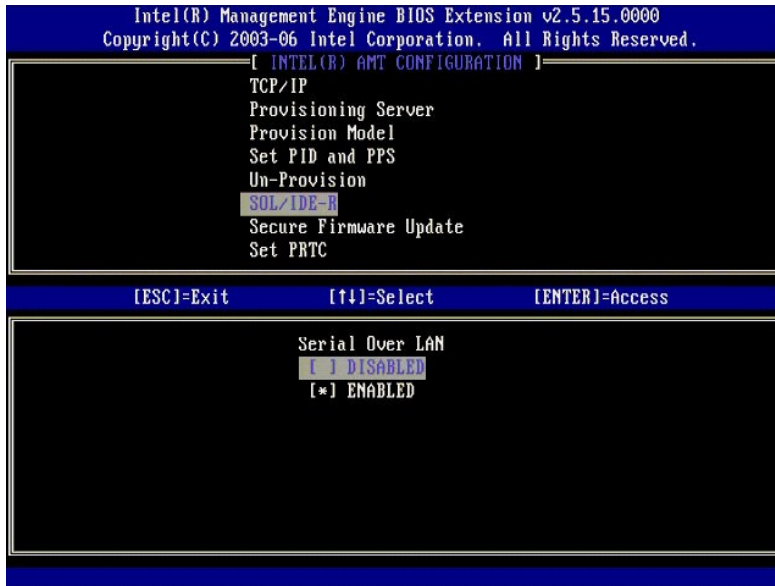 Intel(R) Management Engine BIOS Extension v2.5.15.0000
Copyright(C) 2003-06 Intel Corporation. All Rights Reserved.
[ INTEL(R) AMT CONFIGURATION ]
TCP/IP
Provisioning Server
Provision Model
Set PID and PPS
Un-Provision
SOL/IDE-R
Secure Firmware Update
Set PRTC
[ESC]=Exit [↑↓]=Select [ENTER]=Access
Serial Over LAN
[ ] DISABLED
[*] ENABLED